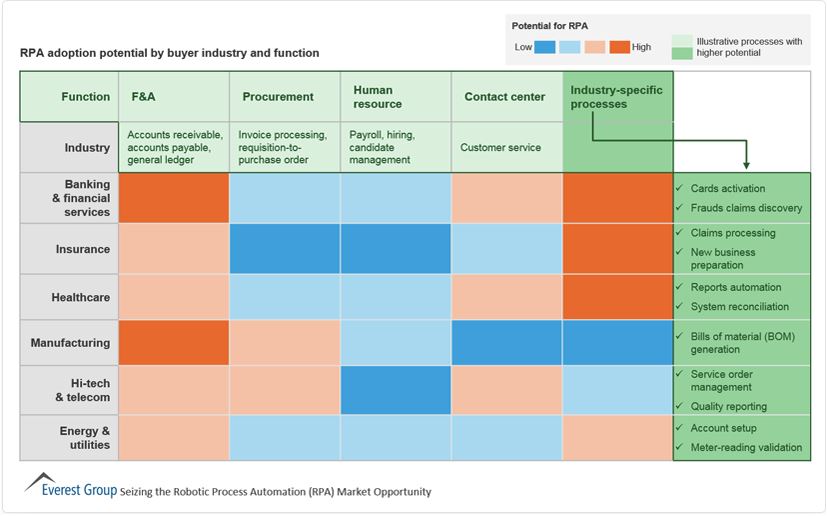 Potential for RPA
Low High
Illustrative processes with
higher potential
RPA adoption potential by buyer industry and function
Function
F&A
Procurement
Human
resource
Contact center
Industry-specific
processes
Industry
Accounts receivable,
accounts payable,
general ledger
Invoice processing,
requisition-to-
purchase order
Payroll, hiring,
candidate
management
Customer service
Banking
& financial
services
✓ Cards activation
✓ Frauds claims discovery
Insurance
✓ Claims processing
✓ New business
preparation
Healthcare
✓ Reports automation
✓ System reconciliation
Manufacturing
✓ Bills of material (BOM)
generation
Hi-tech
& telecom
✓ Service order
management
✓ Quality reporting
Energy &
utilities
✓ Account setup
✓ Meter-reading validation
Everest Group Seizing the Robotic Process Automation (RPA) Market Opportunity